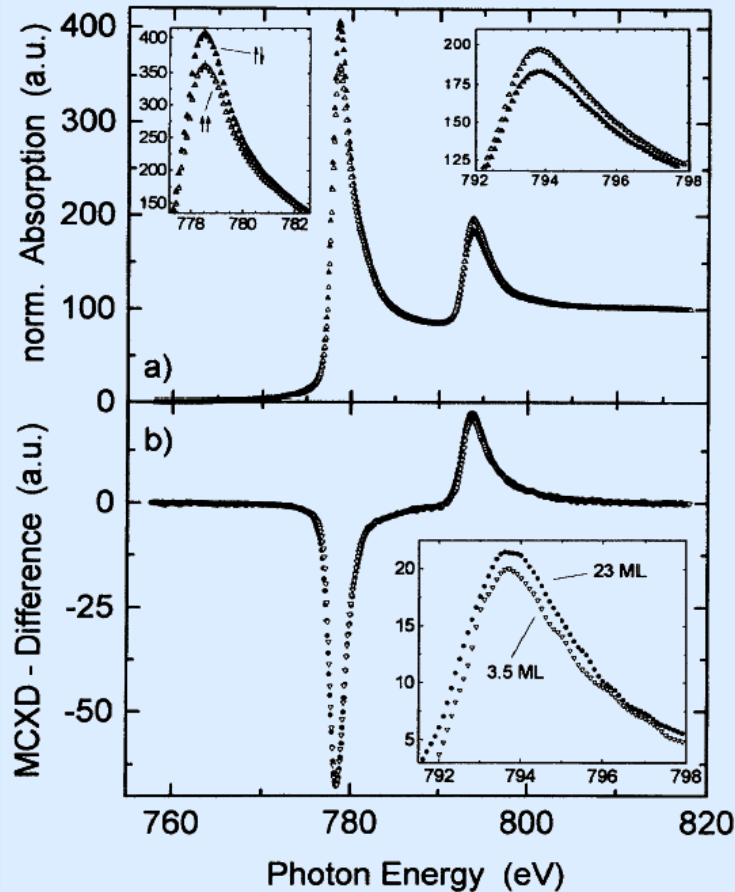 norm. Absorption (a.u.)
400
300
200
100
0
a)
400
350
300
250
200
150
778 780 782
200
175
150
125
792 794 796 798
MCXD - Difference (a.u.)
b)
0
-25
-50
20
15
10
5
792 794 796 798
23 ML
3.5 ML
760 780 800 820
Photon Energy (eV)